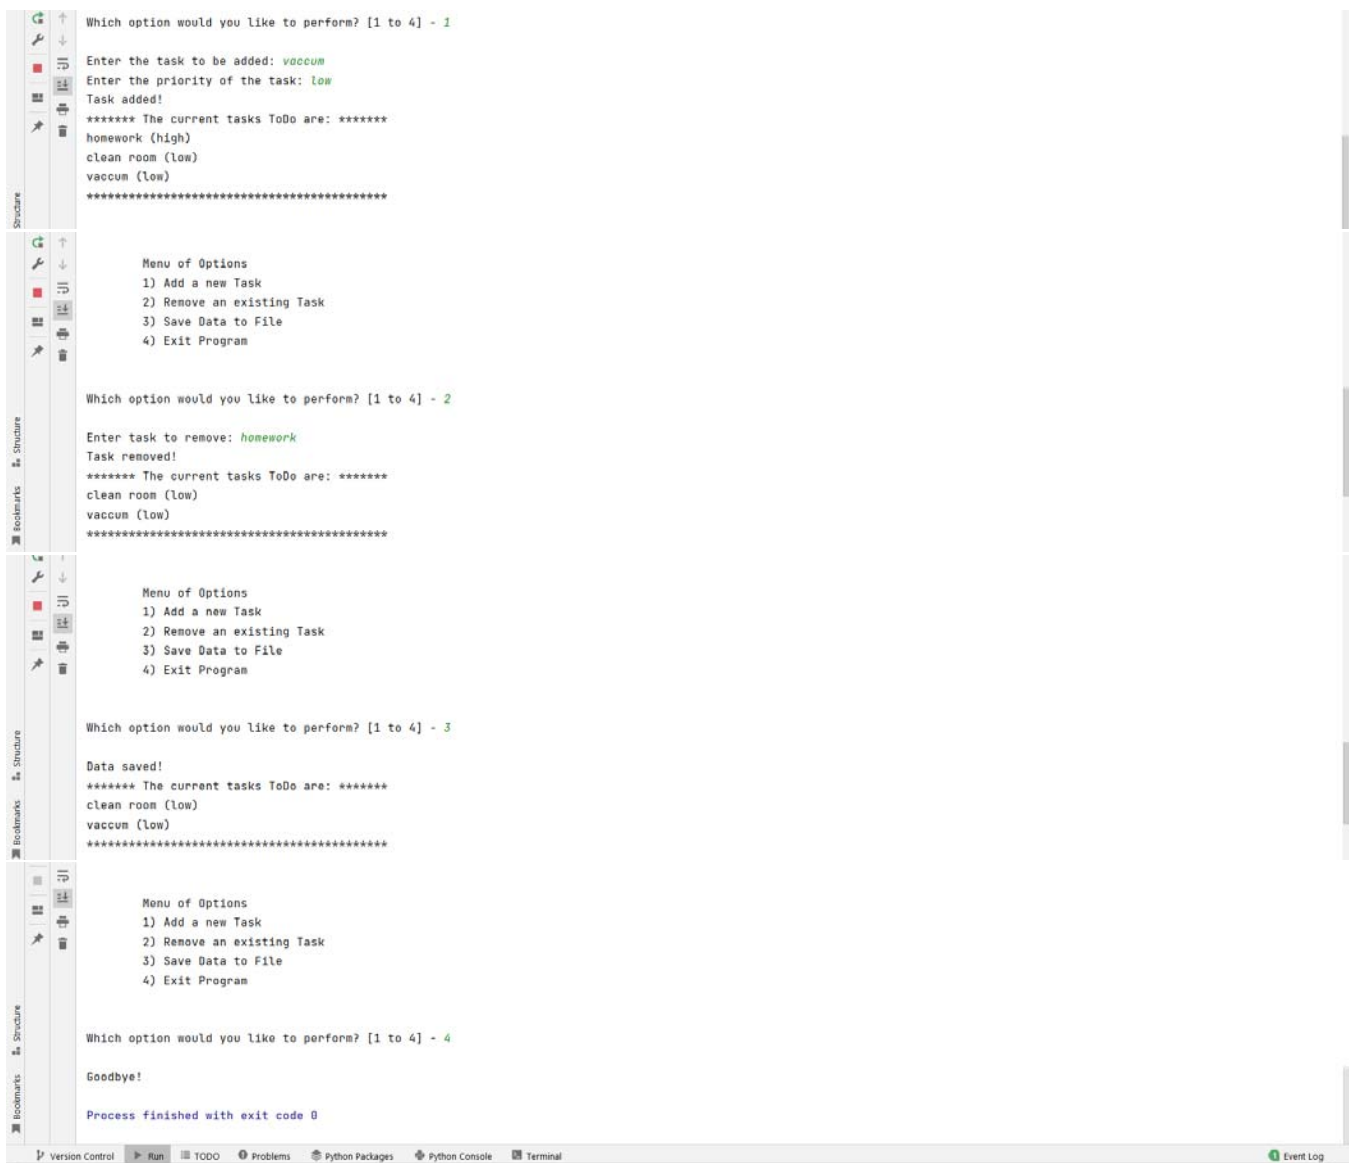 Which option would you like to perform? [1 to 4] - 1
Enter the task to be added: vaccum
Enter the priority of the task: low
Task added!
******* The current tasks ToDo are: *******
homework (high)
clean room (low)
vaccum (low)
*******************************************
Structure
Menu of Options
1) Add a new Task
2) Remove an existing Task
3) Save Data to File
4) Exit Program
Which option would you like to perform? [1 to 4] - 2
Enter task to remove: homework
Task removed!
******* The current tasks ToDo are: *******
clean room (low)
vaccum (low)
*******************************************
Structure
Bookmarks
Menu of Options
1) Add a new Task
2) Remove an existing Task
3) Save Data to File
4) Exit Program
Which option would you like to perform? [1 to 4] - 3
Data saved!
******* The current tasks ToDo are: *******
clean room (low)
vaccum (low)
*******************************************
Structure
Bookmarks
Menu of Options
1) Add a new Task
2) Remove an existing Task
3) Save Data to File
4) Exit Program
Which option would you like to perform? [1 to 4] - 4
Goodbye!
Process finished with exit code 0
Structure
Bookmarks
Version Control Run TODO Problems Python Packages Python Console Terminal 1 Event Log